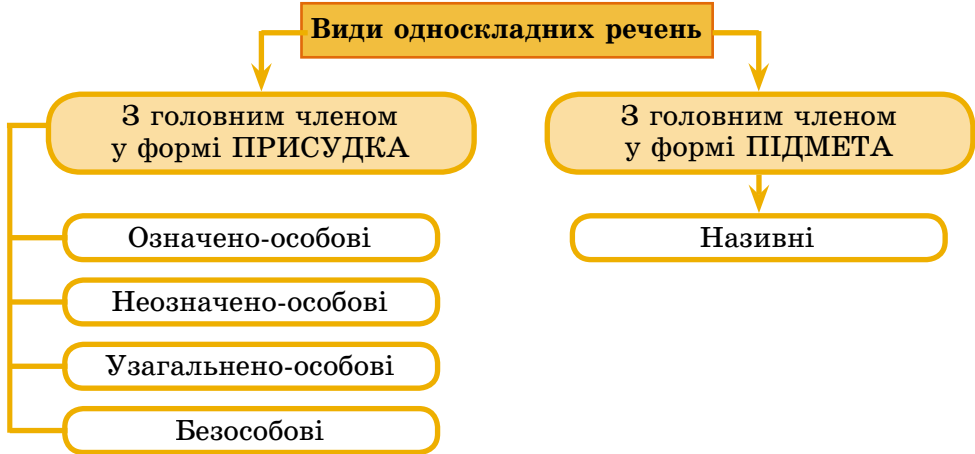 Види односкладних речень
З головним членом
у формі ПРИСУДКА
Означено-особові
Неозначено-особові
Узагальнено-особові
Безособові
З головним членом
у формі ПІДМЕТА
Називні